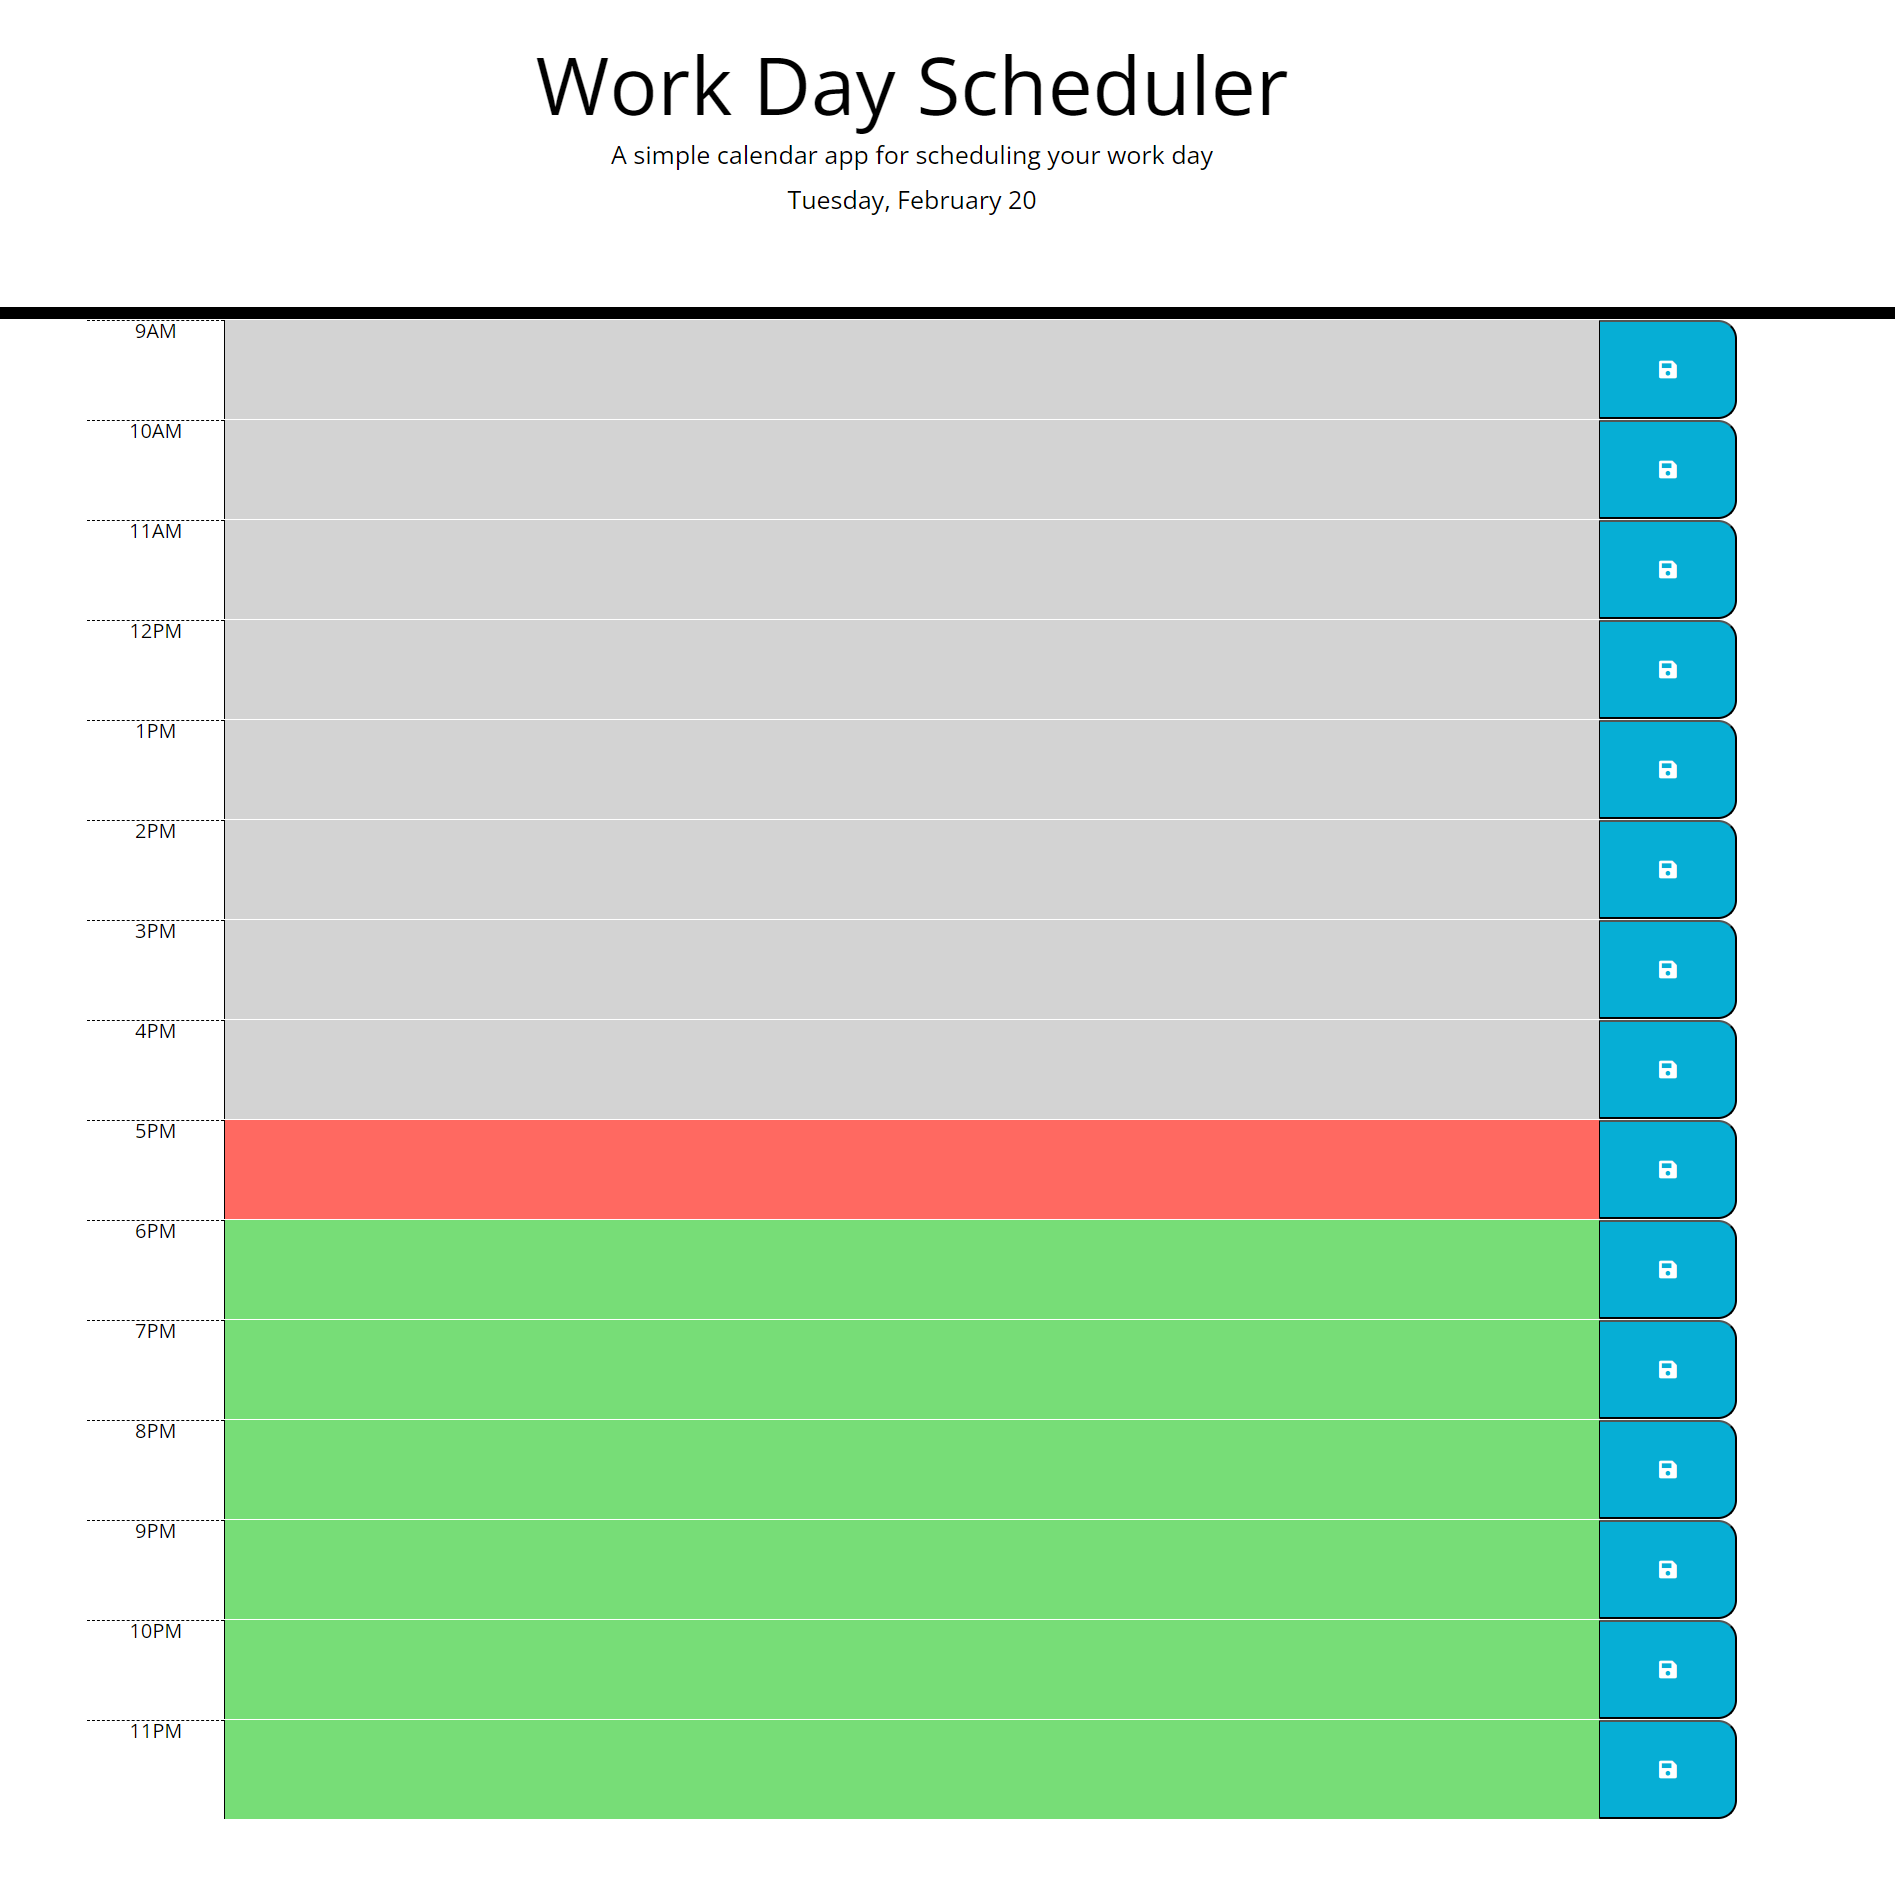 Work Day Scheduler
A simple calendar app for scheduling your work day
Tuesday, February 20
9AM
10AM
11AM
12PM
1PM
2PM
3PM
4PM
5PM
6PM
7PM
8PM
9PM
10PM
11PM